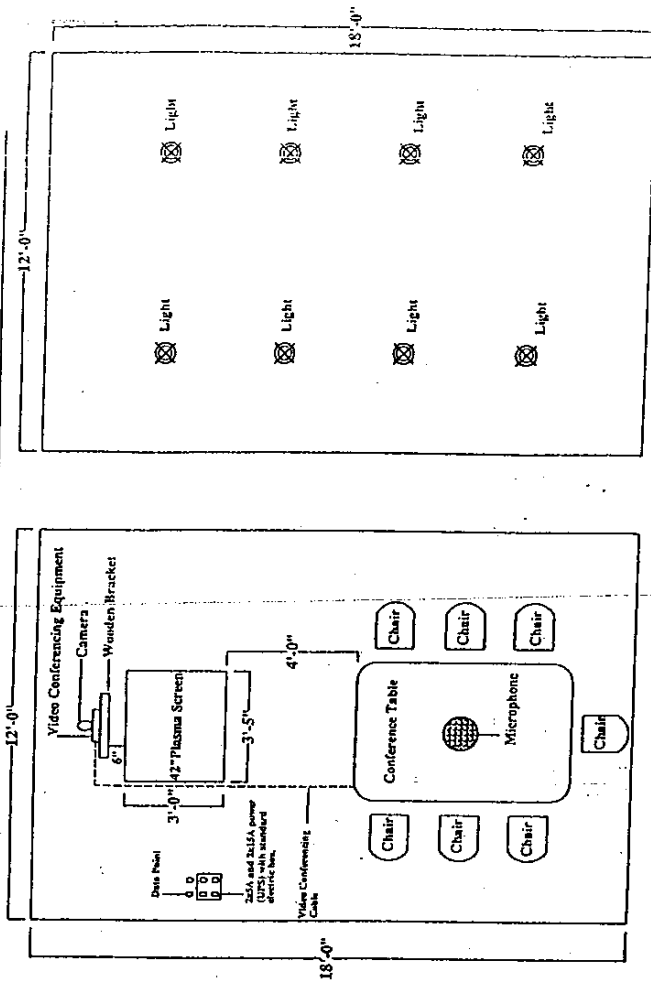 12'-0"
Video Conferencing Equipment
Camera
Wooden Bracket
6"
42"Plasma Screen
3'-0"
3'-5"
4'-0"
Data Point
2x5A and 2x15A power
(UPS) with standard
electric box.
Video Conferencing
Cable
Conference Table
Microphone
Chair
Chair
Chair
Chair
Chair
Chair
Chair
18'-0"
12'-0"
18'-0"
Light
Light
Light
Light
Light
Light
Light
Light